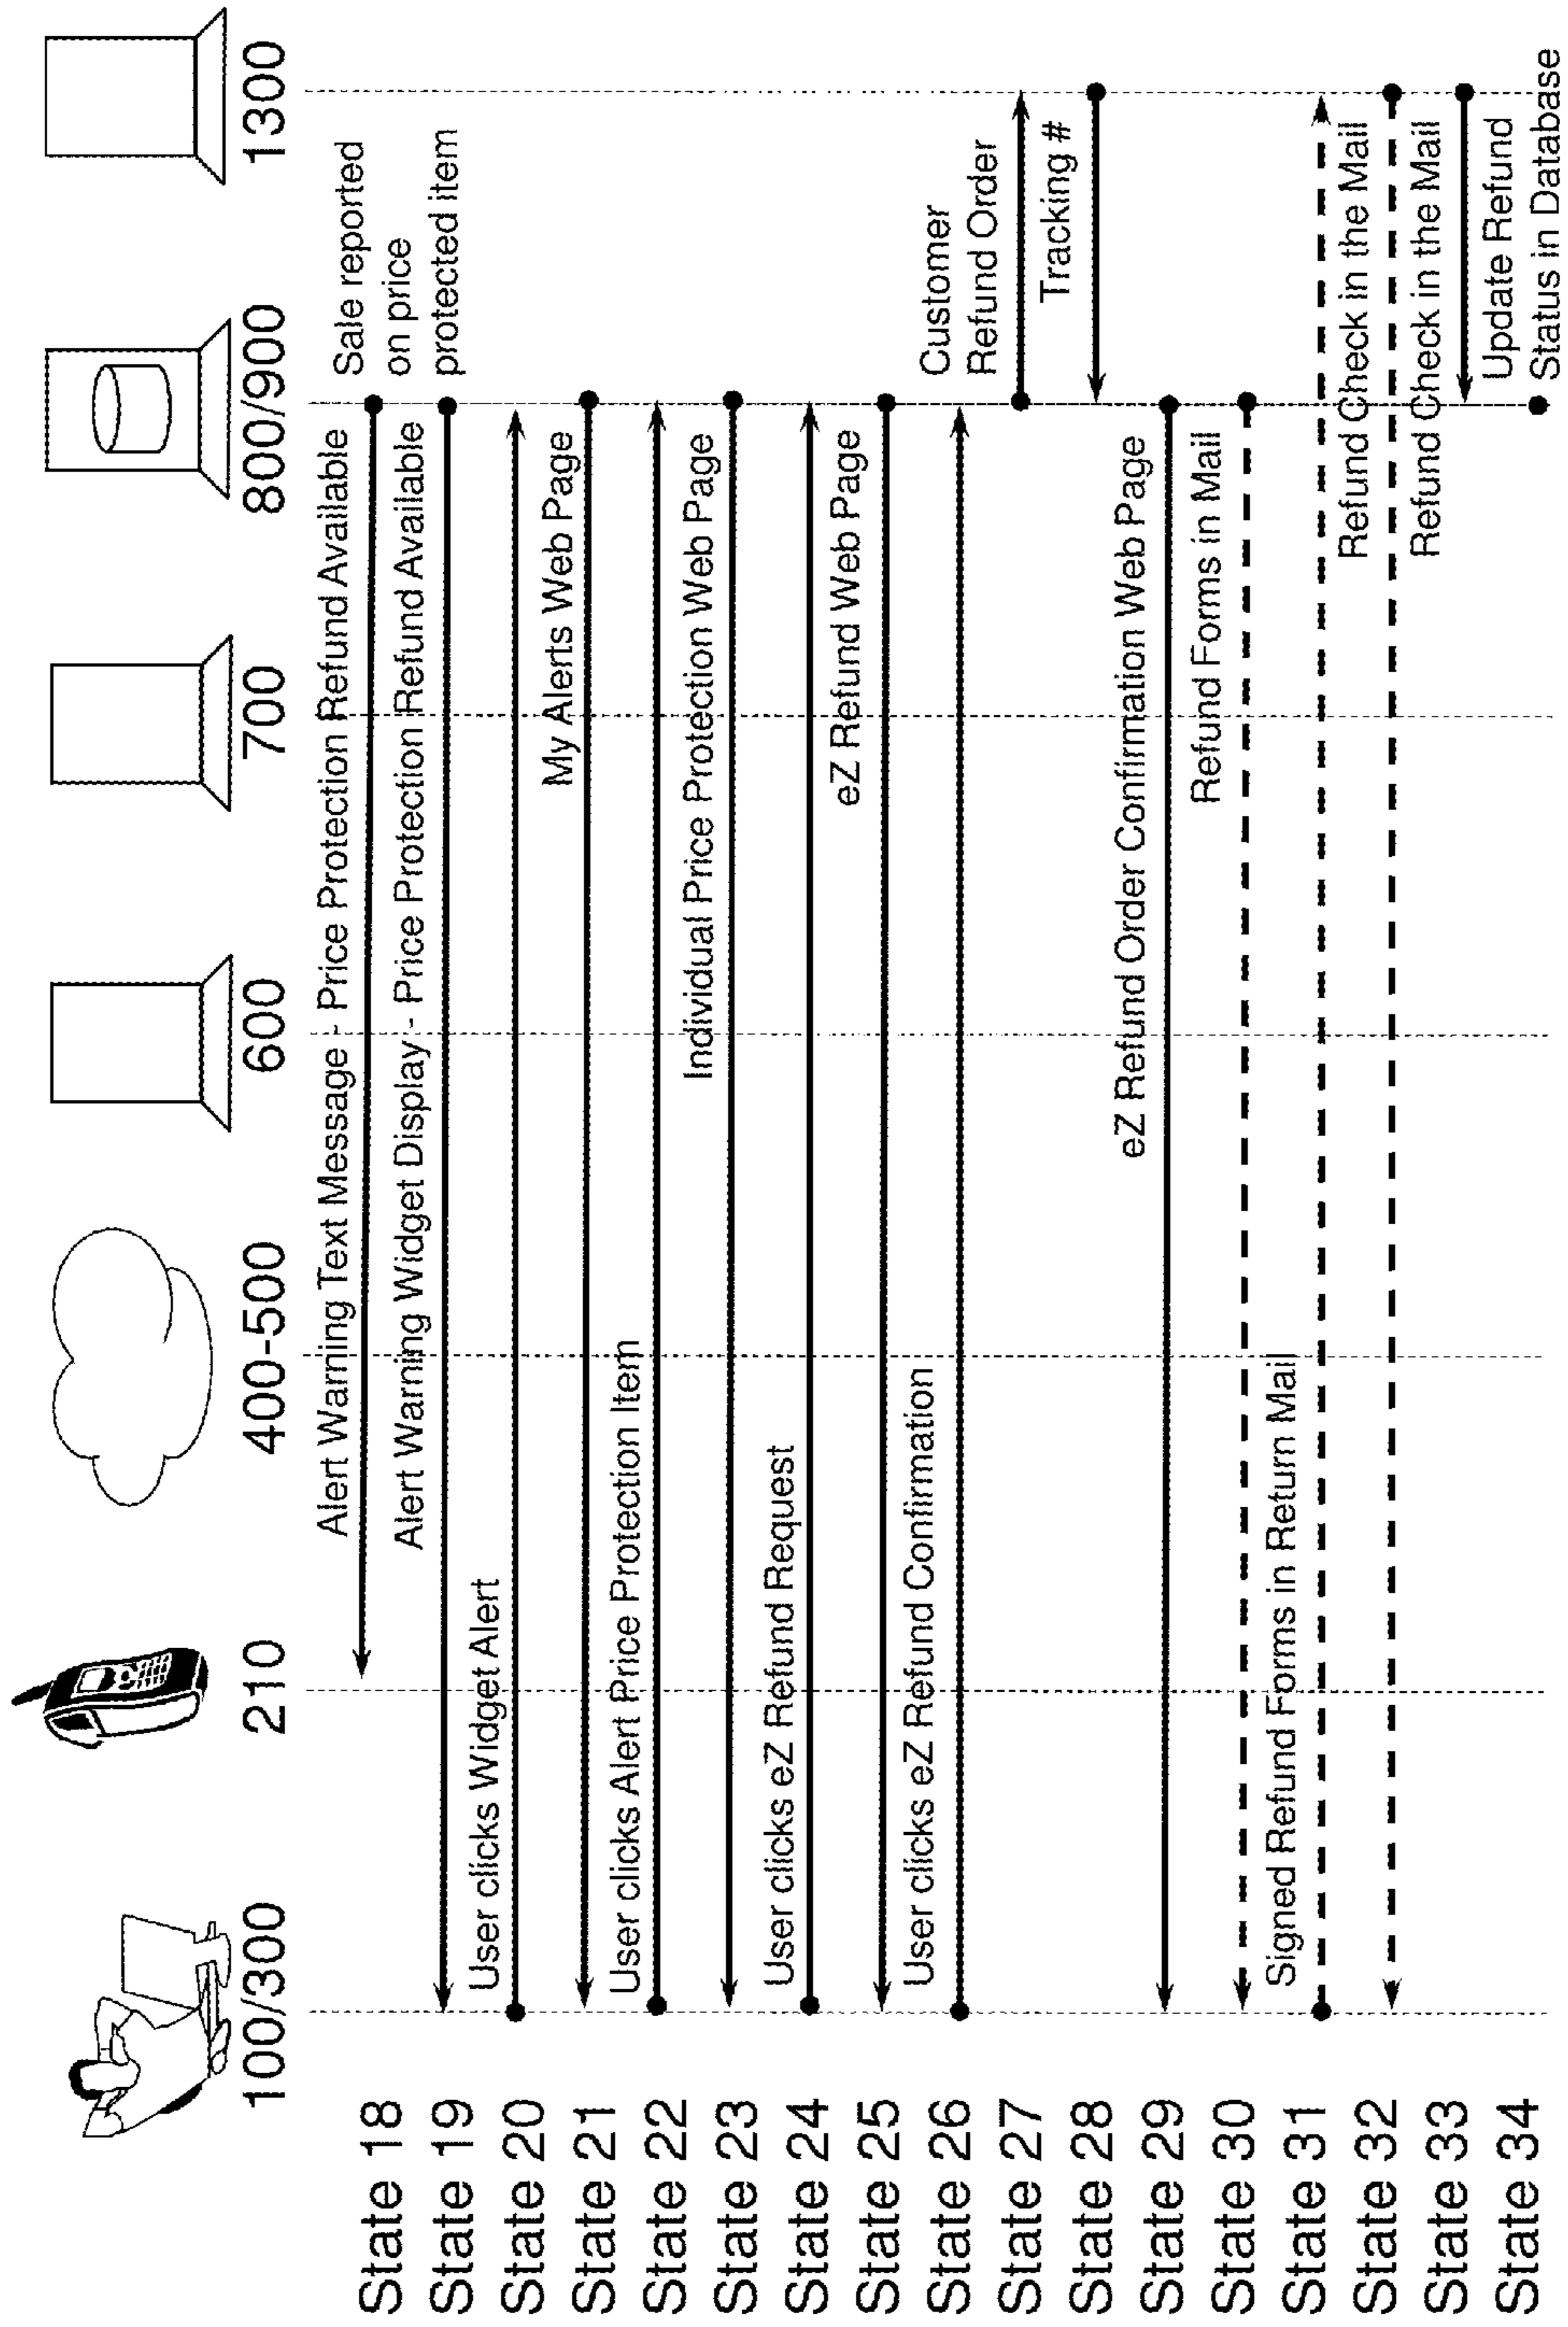 100/300
210
400-500
600
700
800/900
1300
State 18
Alert Warning Text Message - Price Protection Refund Available
Sale reported
on price
protected item
State 19
Alert Warning Widget Display - Price Protection Refund Available
State 20
User clicks Widget Alert
State 21
My Alerts Web Page
State 22
User clicks Alert Price Protection Item
State 23
Individual Price Protection Web Page
State 24
User clicks eZ Refund Request
State 25
eZ Refund Web Page
State 26
User clicks eZ Refund Confirmation
State 27
Customer
Refund Order
State 28
Tracking #
State 29
eZ Refund Order Confirmation Web Page
State 30
Refund Forms in Mail
State 31
Signed Refund Forms in Return Mail
State 32
Refund Check in the Mail
State 33
Refund Check in the Mail
State 34
Update Refund
Status in Database